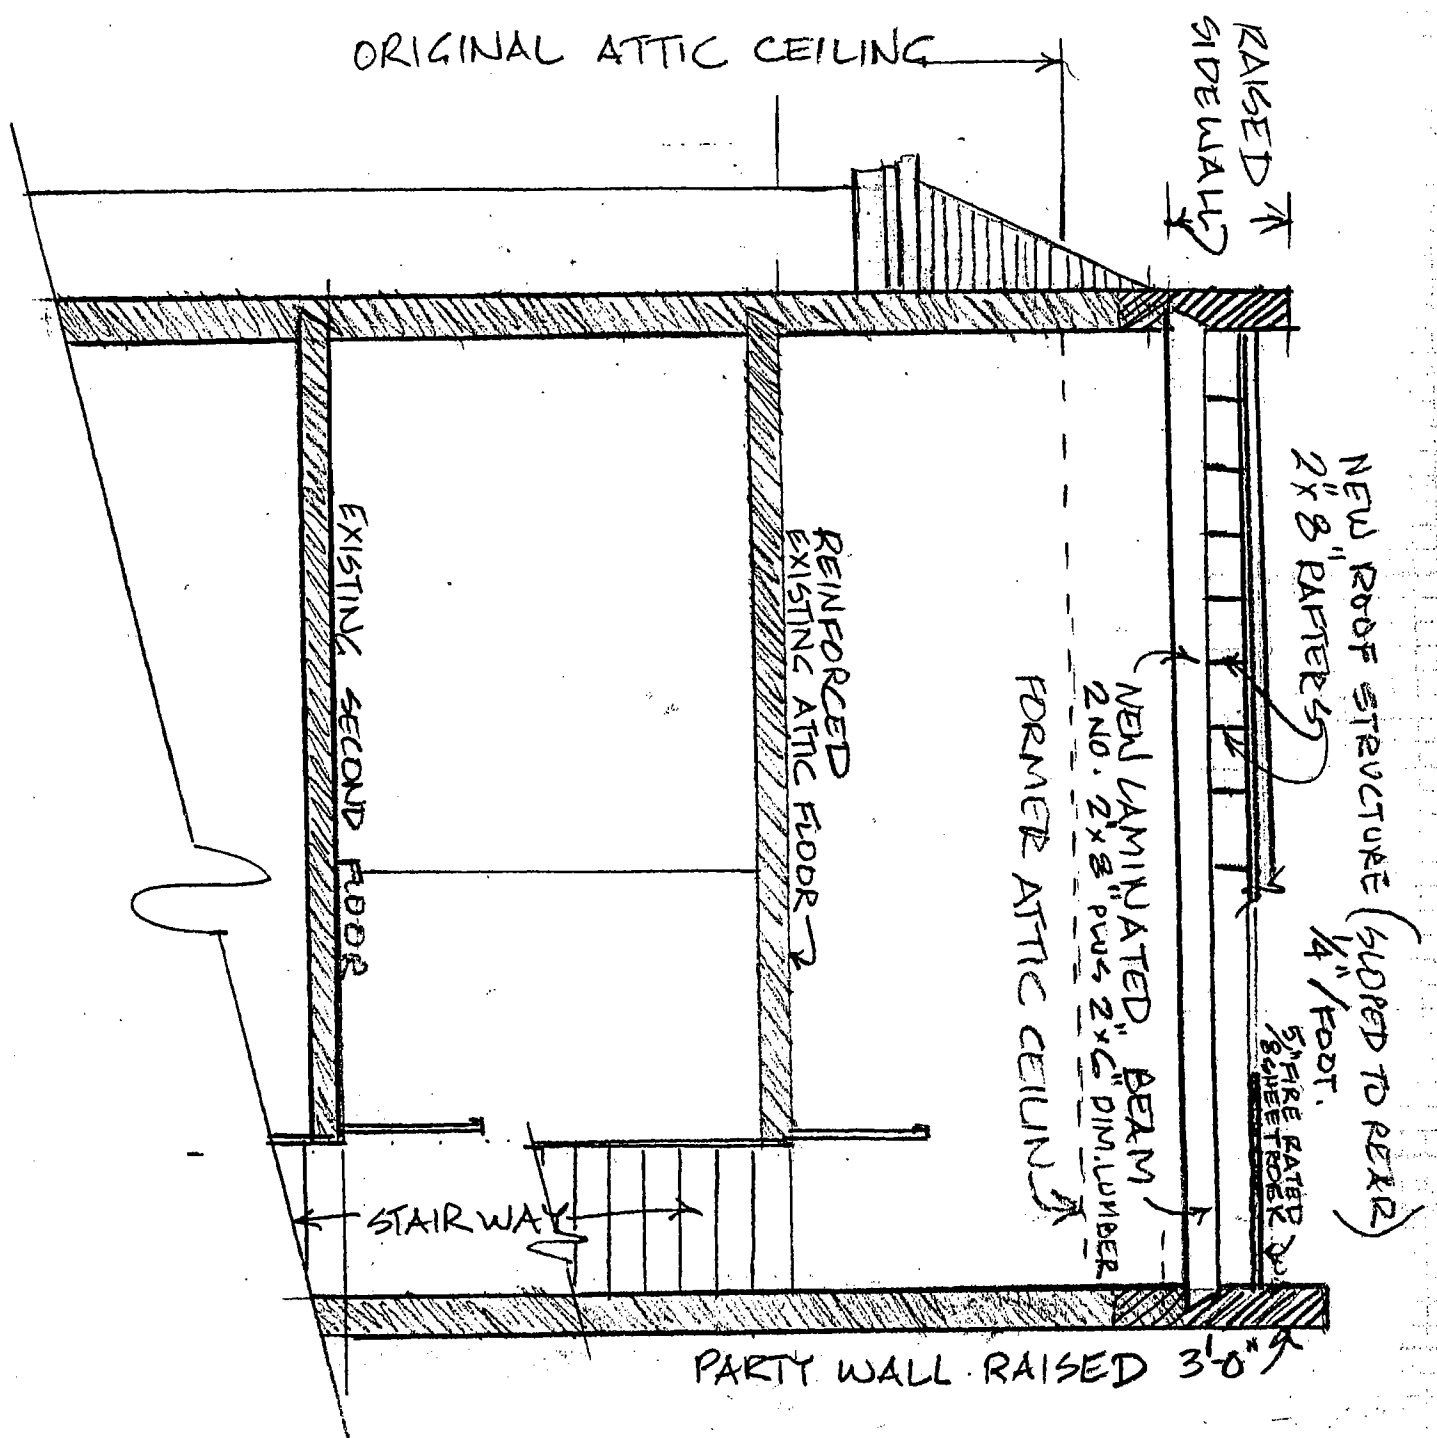 ORIGINAL ATTIC CEILING
RAISED
SIDEWALL
NEW ROOF STRUCTURE (SLOPED TO REAR)
2"x8" RAFTERS
1/4"/FOOT.
5/8" FIRE RATED
SHEETROCK
NEW LAMINATED BEAM
2 NO. 2"x8" PLUS 2"x6" DIM. LUMBER
FORMER ATTIC CEILIN
REINFORCED
EXISTING ATTIC FLOOR
EXISTING SECOND FLOOR
STAIRWAY
PARTY WALL RAISED 3'-0"